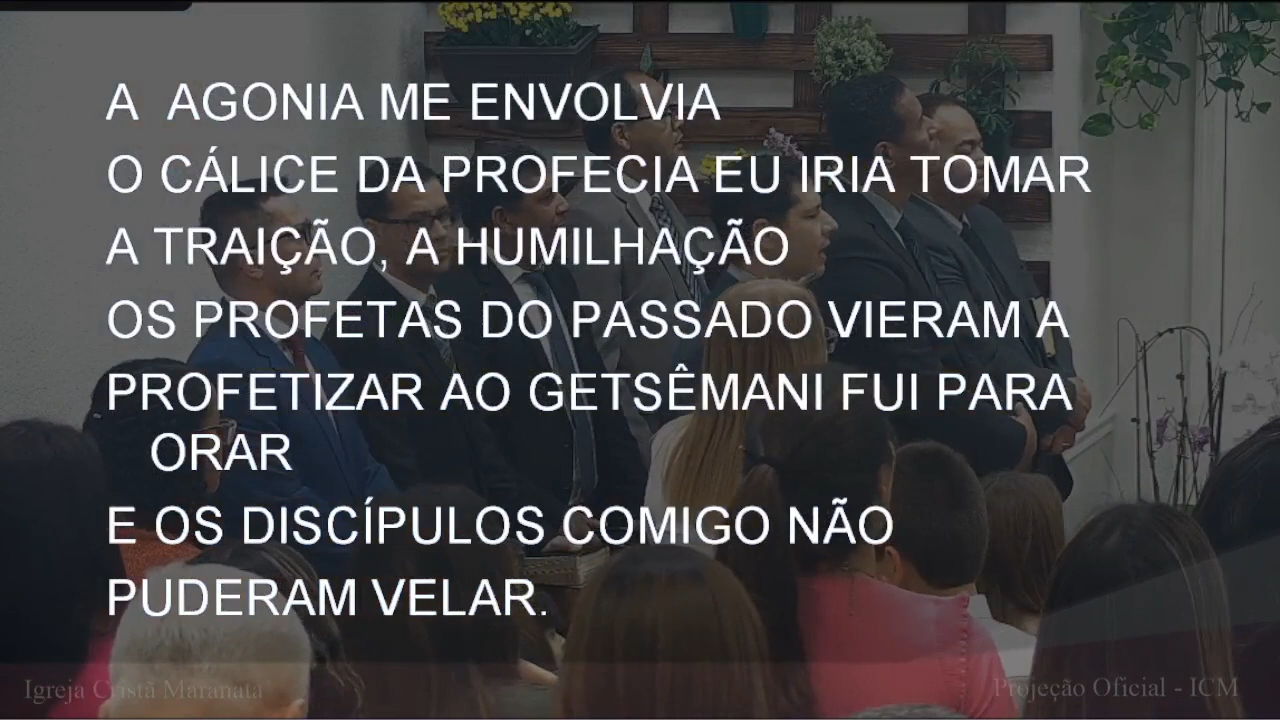 A AGONIA ME ENVOLVIA
O CÁLICE DA PROFECIA EU IRIA TOMAR
A TRAIÇÃO, A HUMILHAÇÃO
OS PROFETAS DO PASSADO VIERAM A
PROFETIZAR AO GETSÊMANI FUI PARA
ORAR
E OS DISCÍPULOS COMIGO NÃO
PUDERAM VELAR.
Igreja Cristã Maranata
Projeção Oficial - ICM